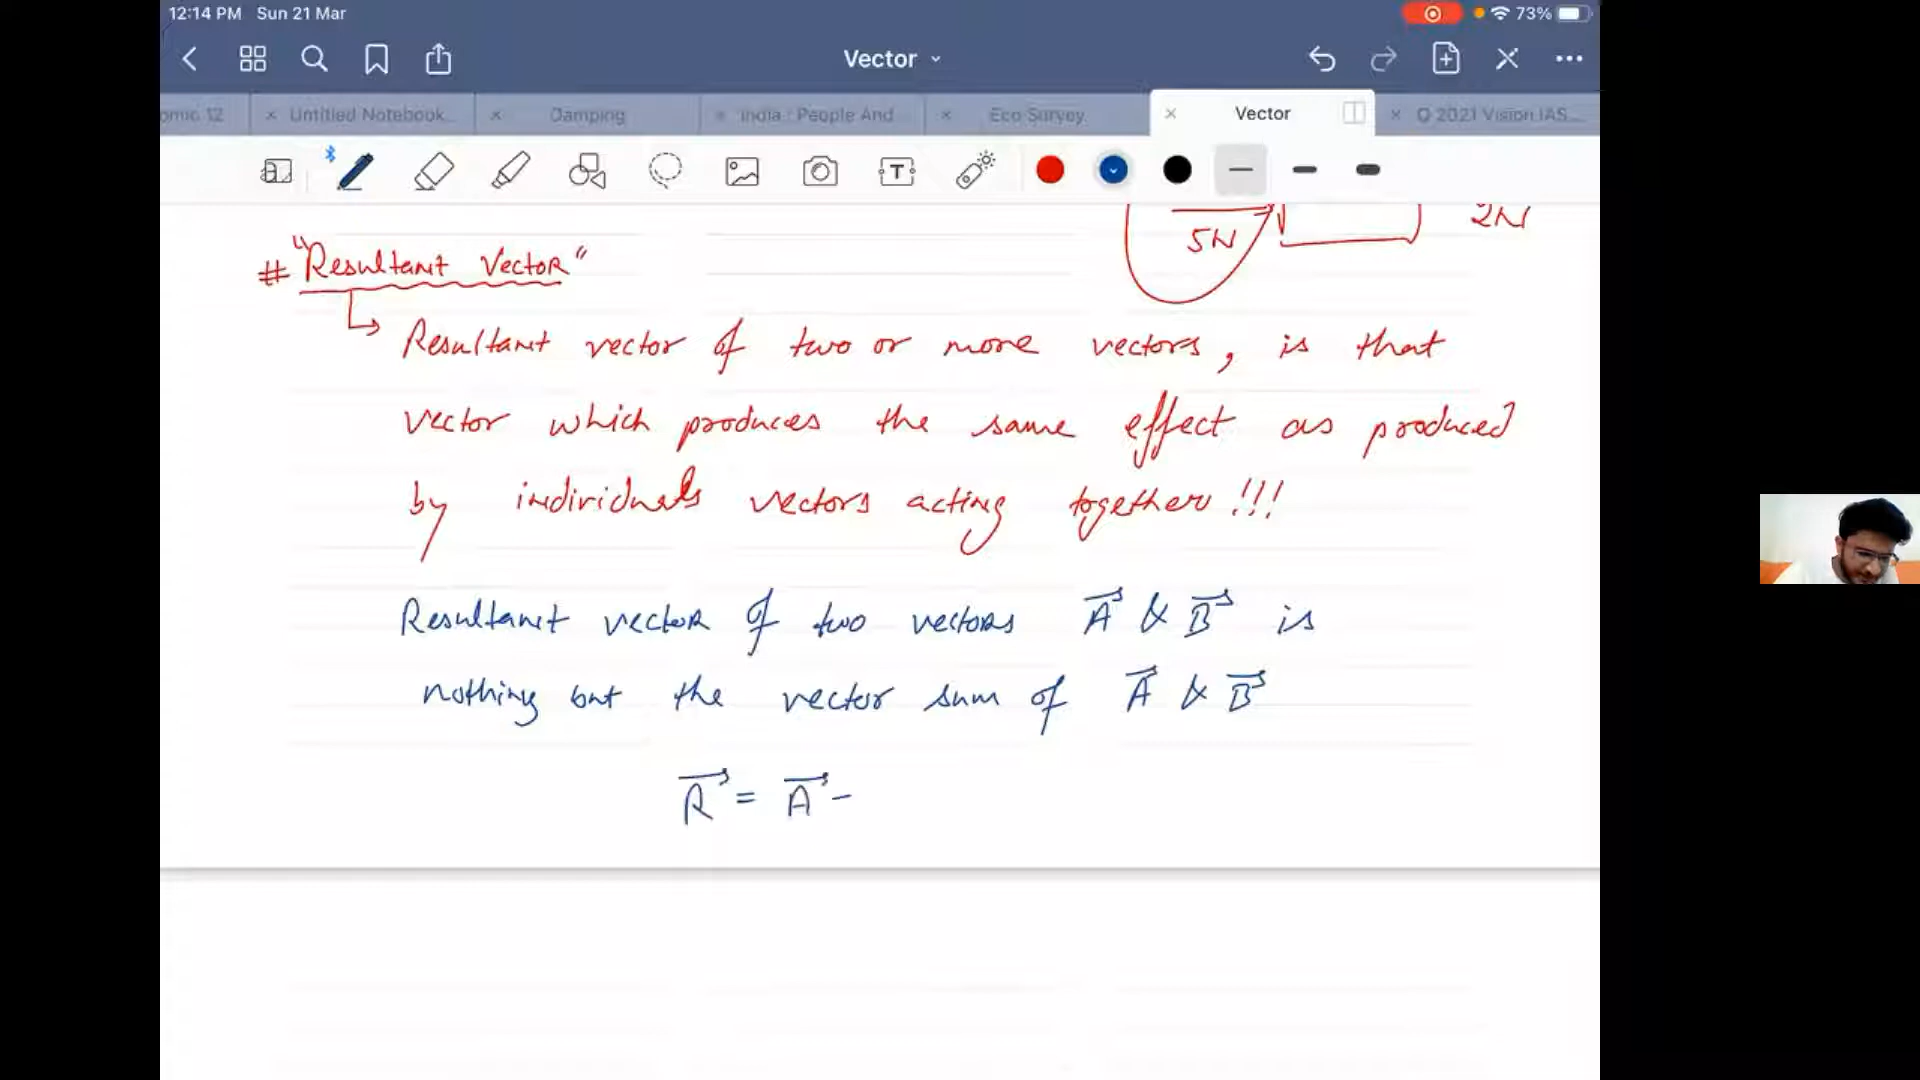 12:14 PM Sun 21 Mar
73%
Vector
omic 12
Untitled Notebook...
Damping
India : People And
Eco Survey
Vector
Q 2021 Vision IAS...
T
5N
2N
# "Resultant Vector"
Resultant vector of two or more vectors, is that
vector which produces the same effect as produced
by individuals vectors acting together!!!
Resultant vector of two vectors A⃗ & B⃗ is
nothing but the vector sum of A⃗ & B⃗
R⃗ = A⃗ -